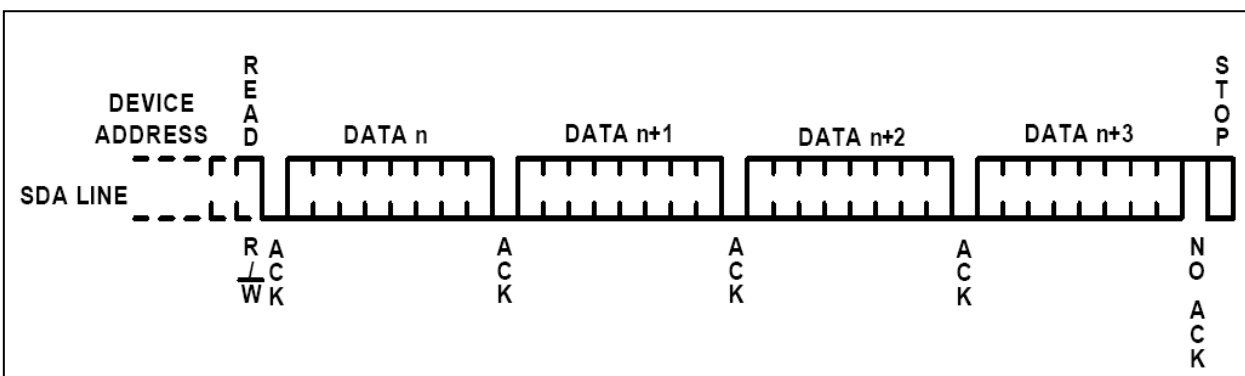 READ
STOP
DEVICE
ADDRESS
DATA n
DATA n+1
DATA n+2
DATA n+3
SDA LINE
R/W
ACK
ACK
ACK
ACK
NO ACK